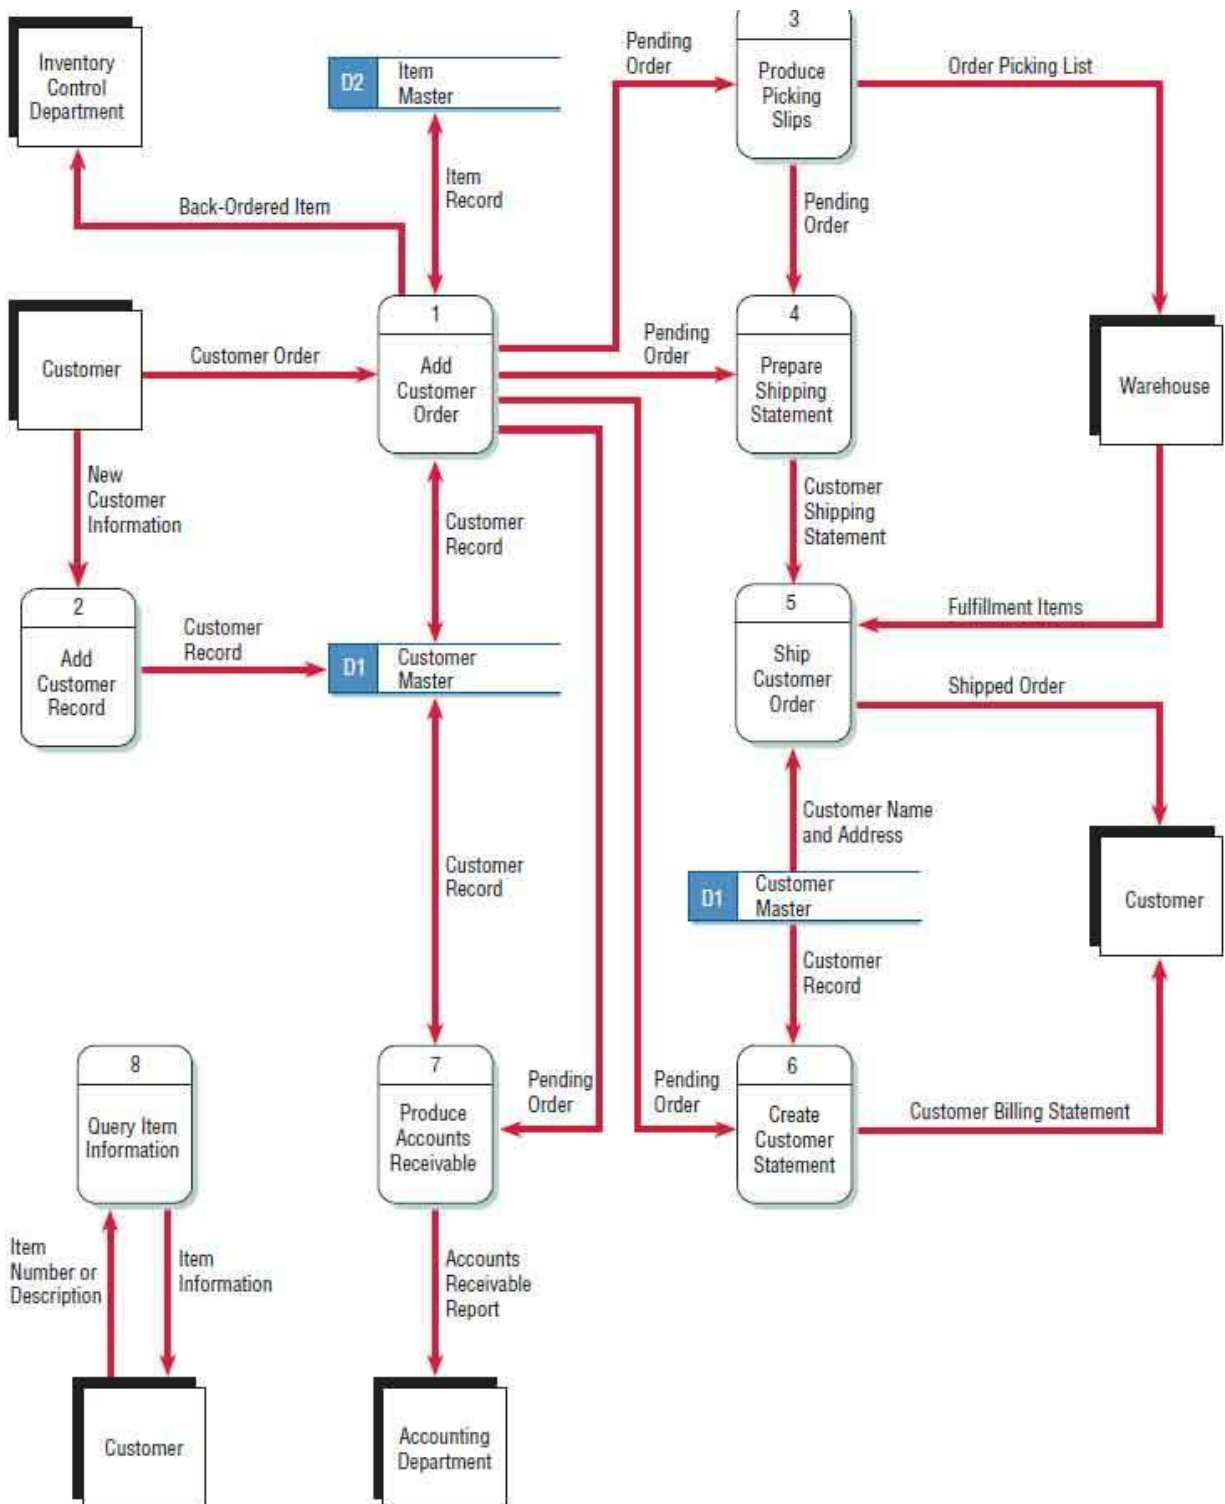 Inventory
Control
Department
D2
Item
Master
Pending
Order
3
Produce
Picking
Slips
Order Picking List
Back-Ordered Item
Item
Record
Pending
Order
Customer
Customer Order
1
Add
Customer
Order
Pending
Order
4
Prepare
Shipping
Statement
Warehouse
New
Customer
Information
Customer
Record
Customer
Shipping
Statement
2
Add
Customer
Record
Customer
Record
D1
Customer
Master
5
Ship
Customer
Order
Fulfillment Items
Shipped Order
Customer Name
and Address
Customer
Record
D1
Customer
Master
Customer
Customer
Record
8
Query Item
Information
7
Produce
Accounts
Receivable
Pending
Order
Pending
Order
6
Create
Customer
Statement
Customer Billing Statement
Item
Number or
Description
Item
Information
Accounts
Receivable
Report
Customer
Accounting
Department